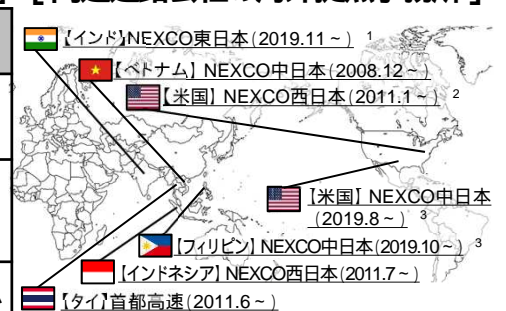 【インド】NEXCO東日本(2019.11~) 1
【ベトナム】 NEXCO中日本(2008.12~)
【米国】 NEXCO西日本(2011.1~) 2
【米国】 NEXCO中日本
(2019.8~) 3
【フィリピン】 NEXCO中日本(2019.10~) 3
【インドネシア】 NEXCO西日本(2011.7~)
【タイ】首都高速(2011.6~)